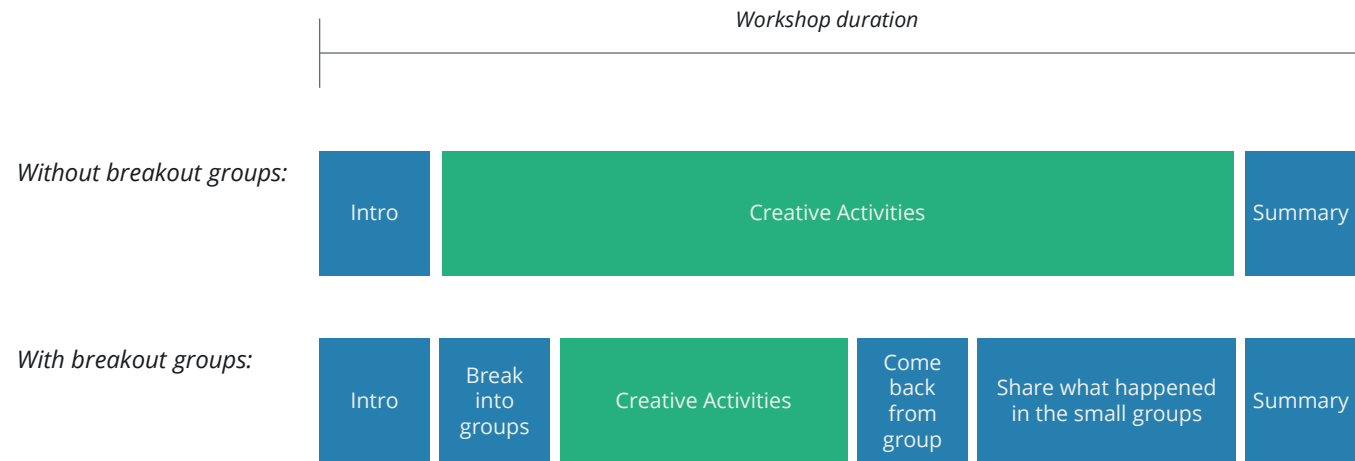 Workshop duration
Without breakout groups:
Intro
Creative Activities
Summary
With breakout groups:
Intro
Break
into
groups
Creative Activities
Come
back
from
group
Share what happened
in the small groups
Summary